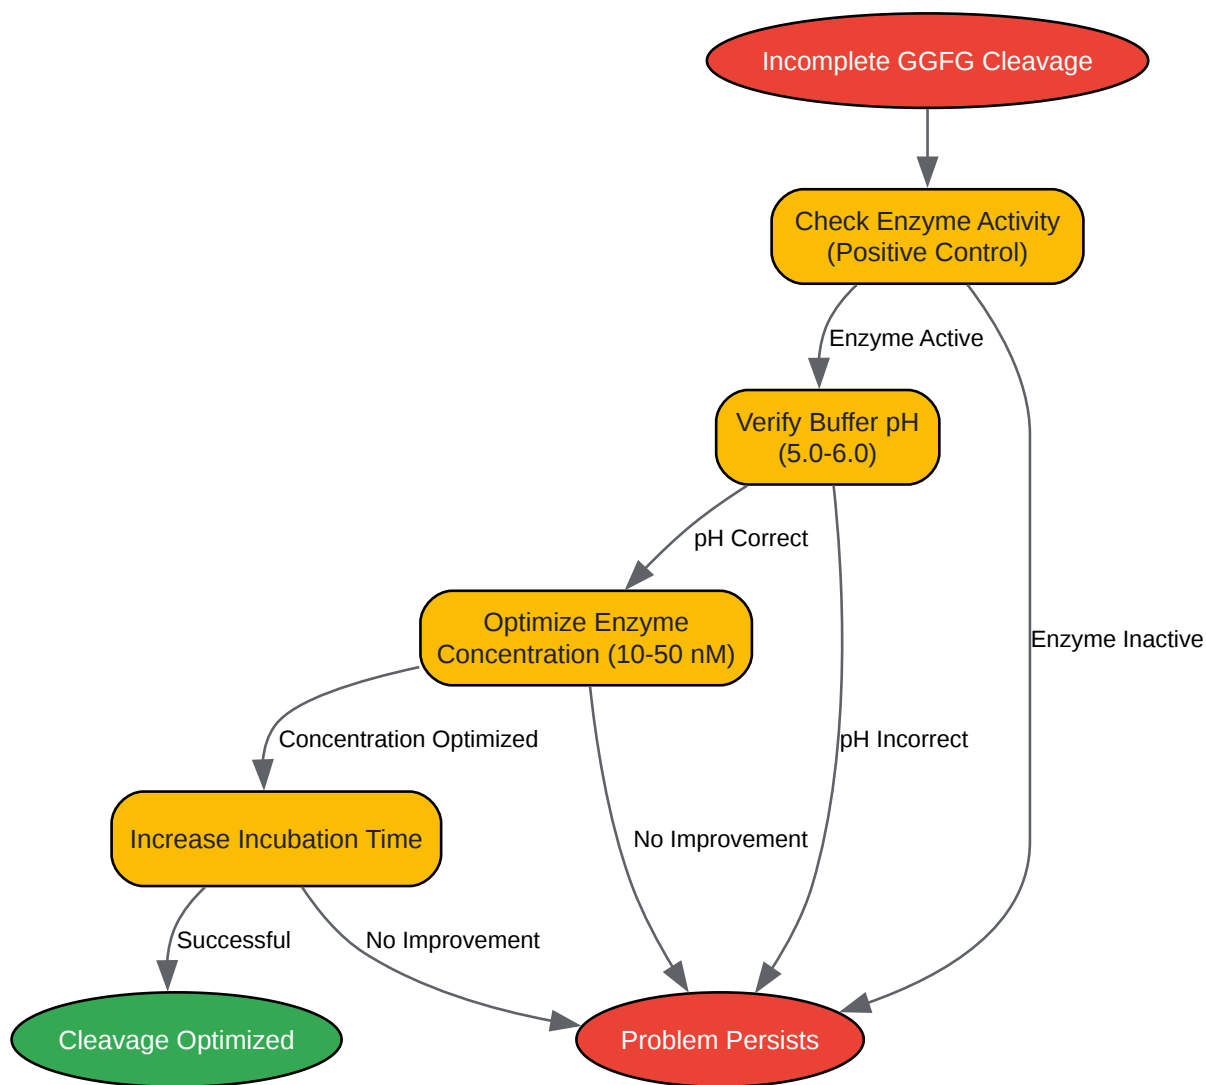 Incomplete GGFG Cleavage
Check Enzyme Activity
(Positive Control)
Enzyme Active
Verify Buffer pH
(5.0-6.0)
pH Correct
Optimize Enzyme
Concentration (10-50 nM)
Enzyme Inactive
Concentration Optimized
pH Incorrect
Increase Incubation Time
No Improvement
Successful
No Improvement
Cleavage Optimized
Problem Persists